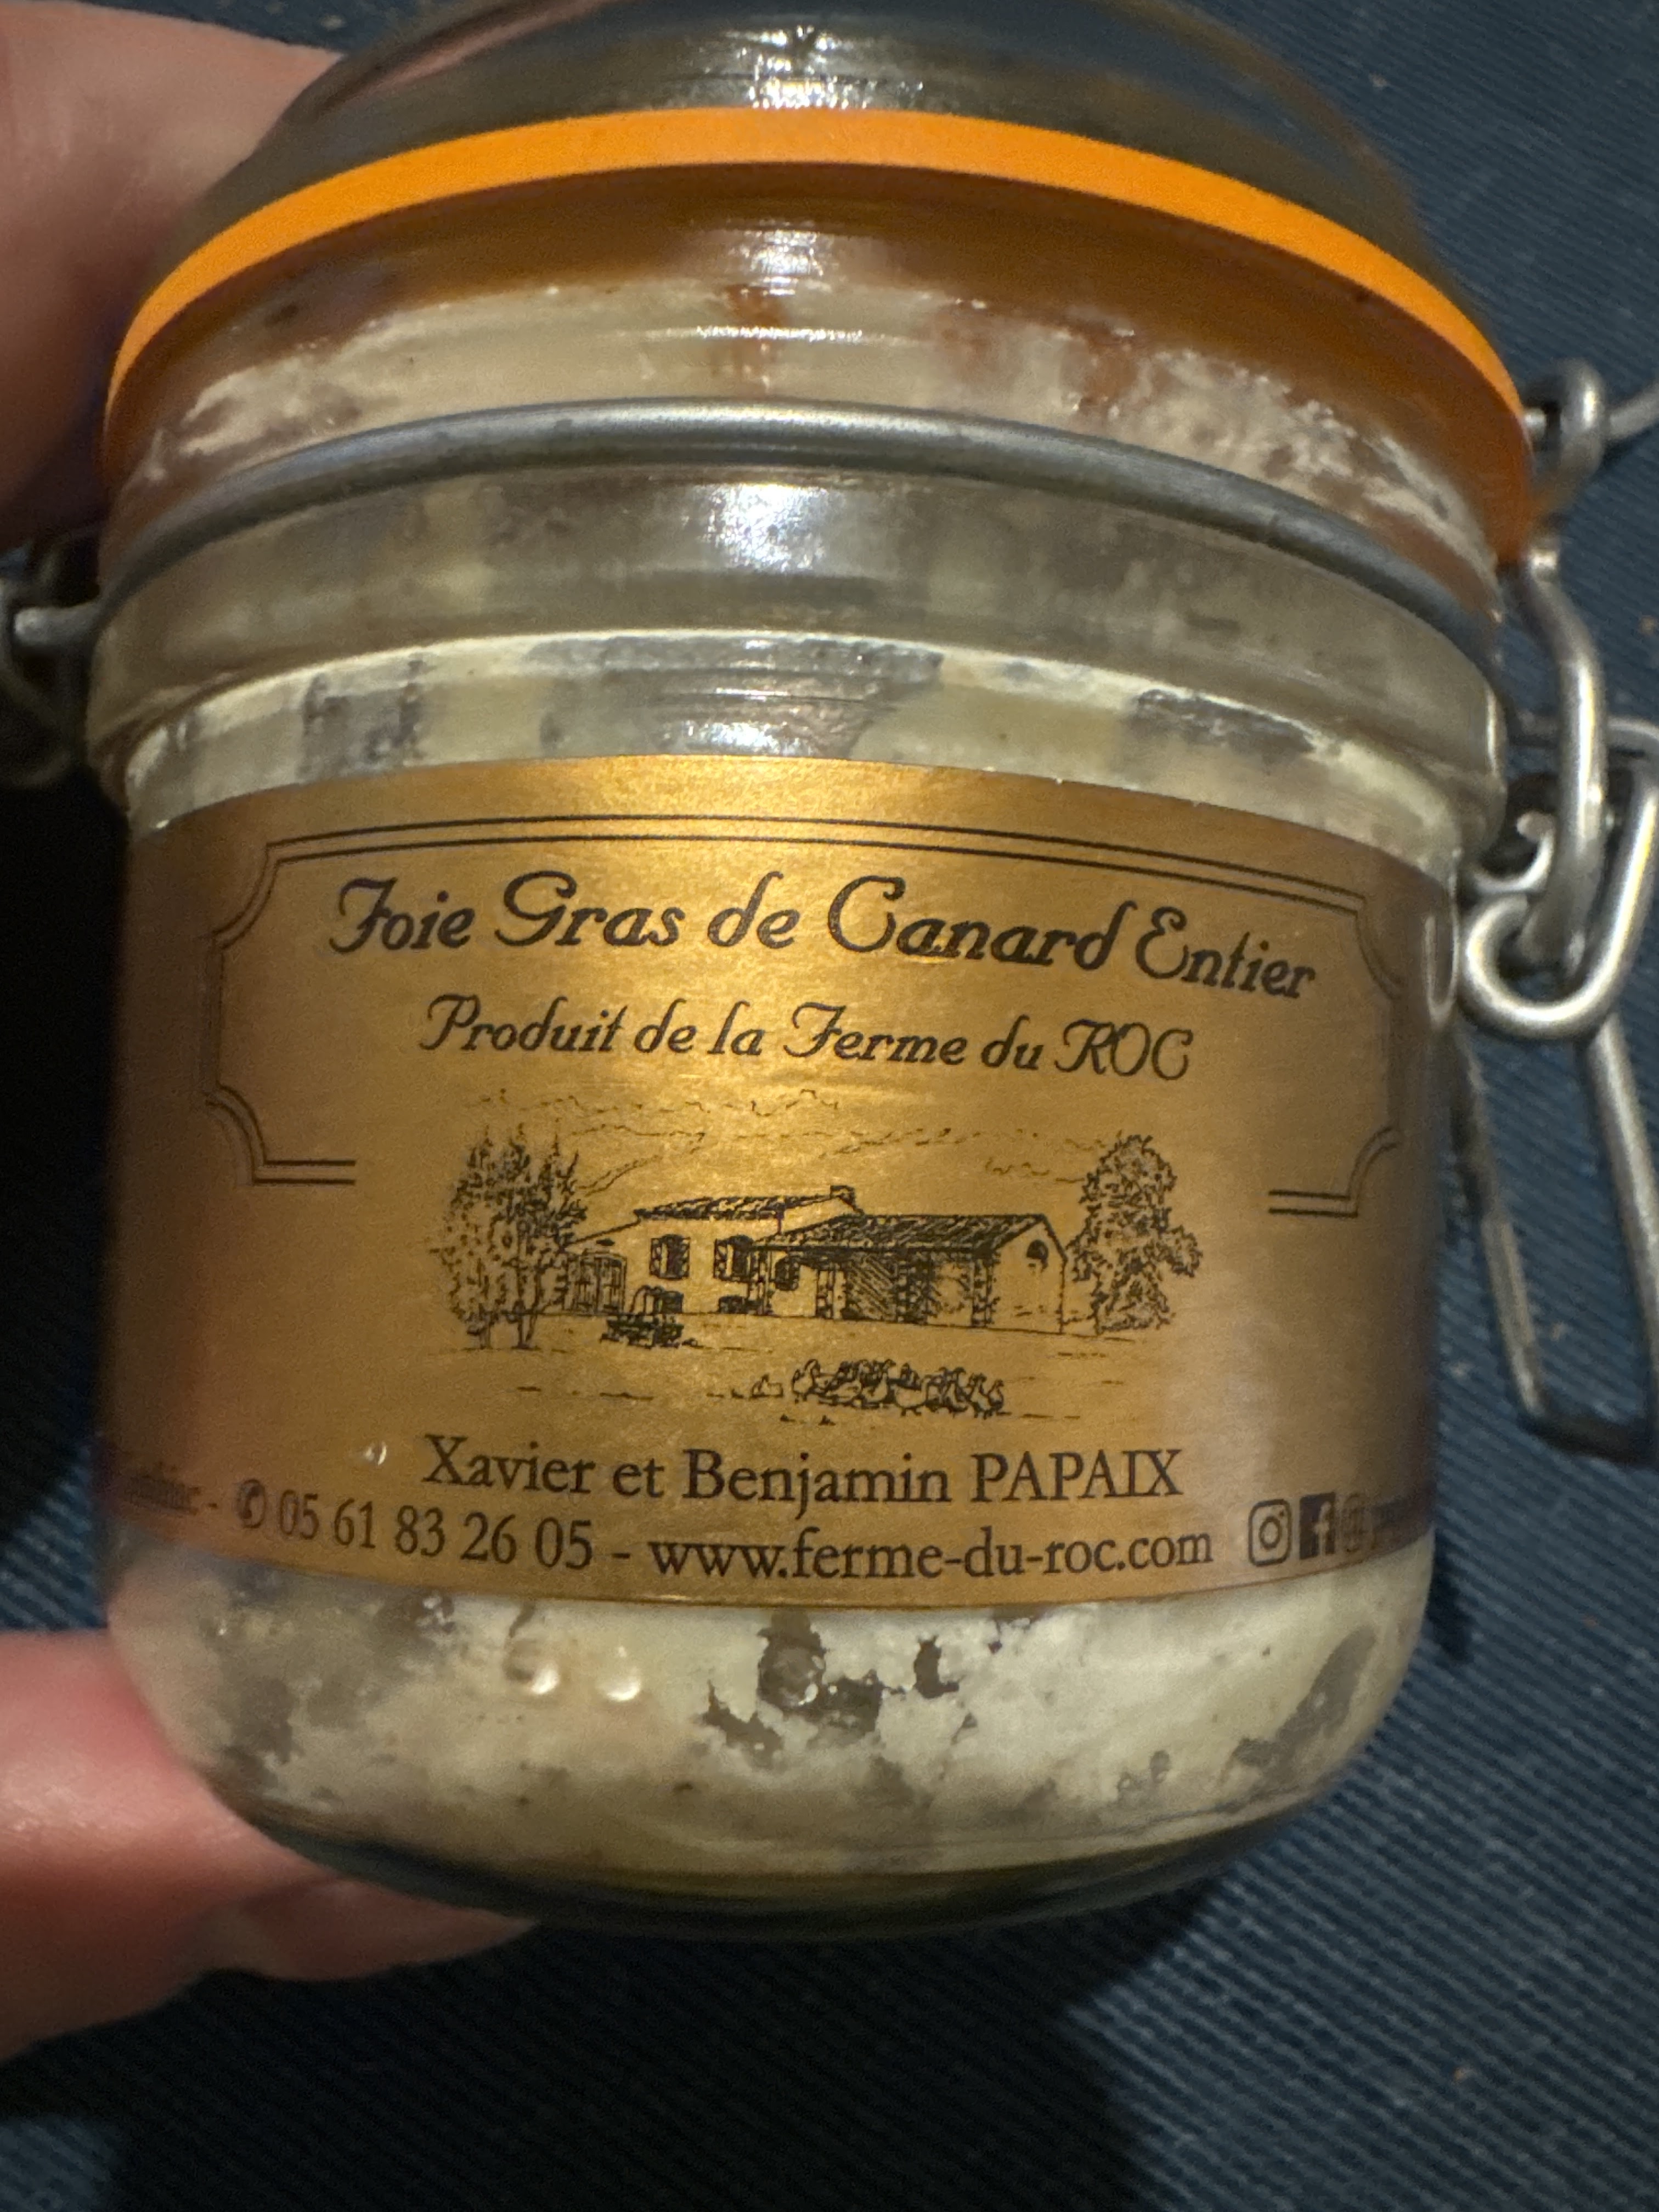 Foie Gras de Canard Entier
Produit de la Ferme du ROC
Xavier et Benjamin PAPAIX
- ✆ 05 61 83 26 05 - www.ferme-du-roc.com